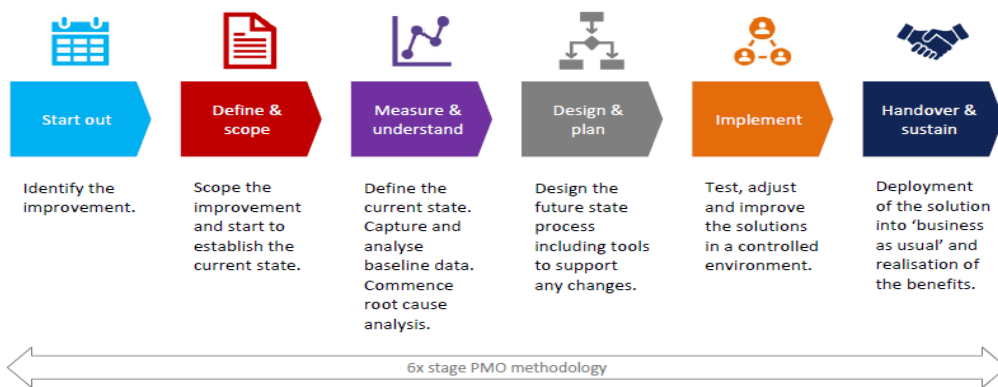 Start out
Define &
scope
Measure &
understand
Design &
plan
Implement
Handover &
sustain
Identify the
improvement.
Scope the
improvement
and start to
establish the
current state.
Define the
current state.
Capture and
analyse
baseline data.
Commence
root cause
analysis.
Design the
future state
process
including tools
to support
any changes.
Test, adjust
and improve
the solutions
in a controlled
environment.
Deployment
of the solution
into ‘business
as usual’ and
realisation of
the benefits.
6x stage PMO methodology